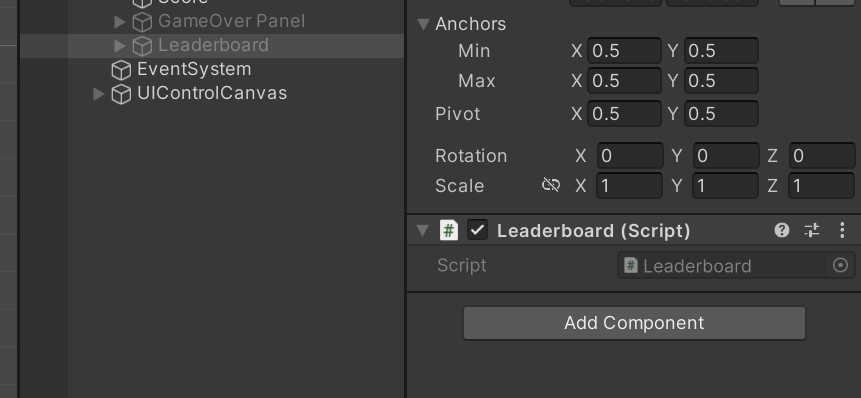 GameOver Panel
Leaderboard
EventSystem
UIControlCanvas
Anchors
Min X 0.5 Y 0.5
Max X 0.5 Y 0.5
Pivot X 0.5 Y 0.5
Rotation X 0 Y 0 Z 0
Scale X 1 Y 1 Z 1
# Leaderboard (Script)
Script # Leaderboard
Add Component